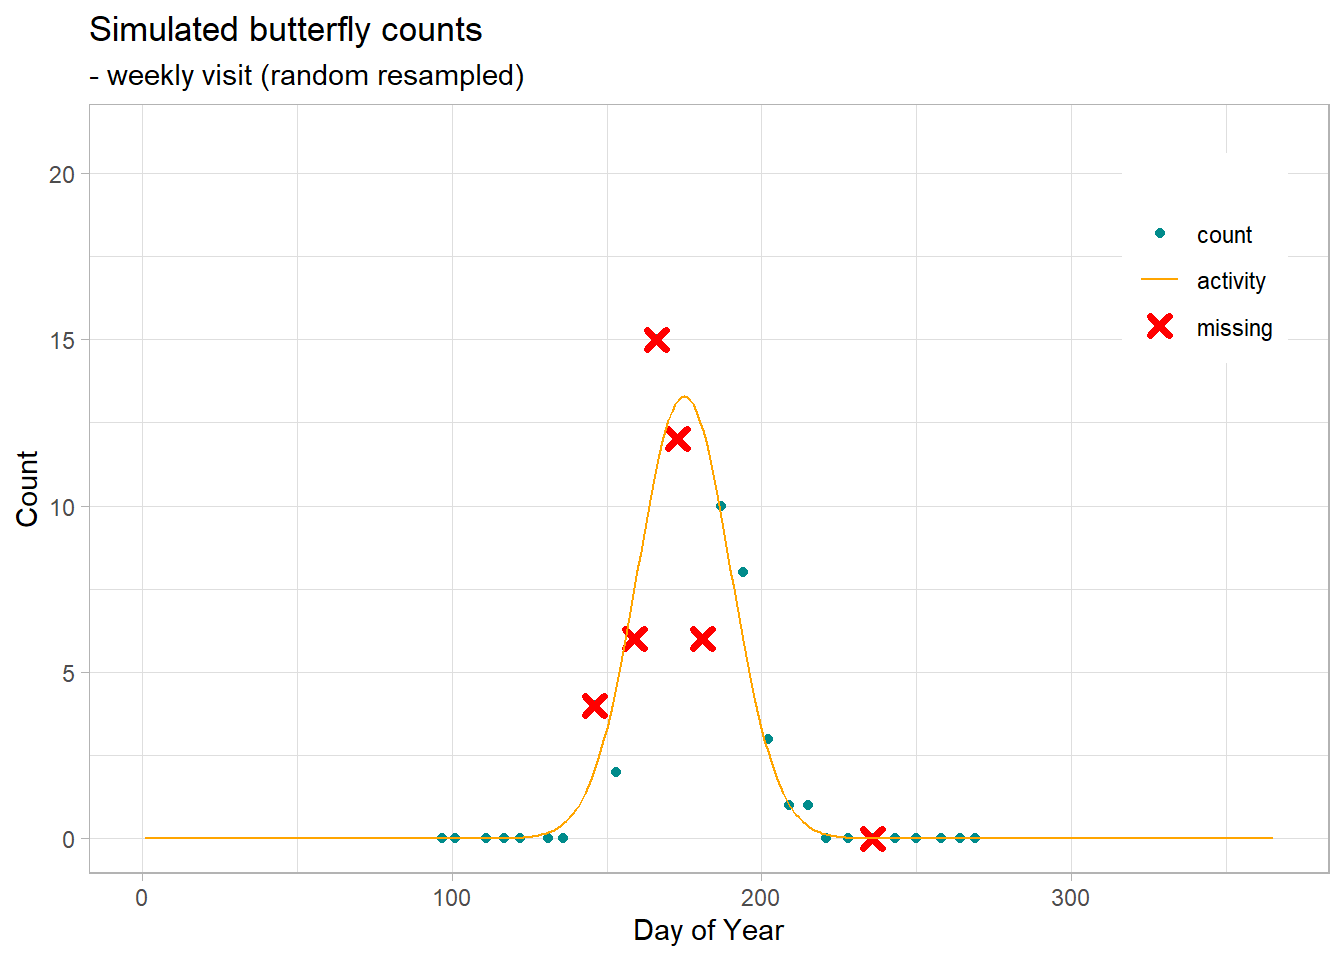 Simulated butterfly counts
- weekly visit (random resampled)
20
15
10
5
0
Count
count
activity
missing
0 100 200 300
Day of Year